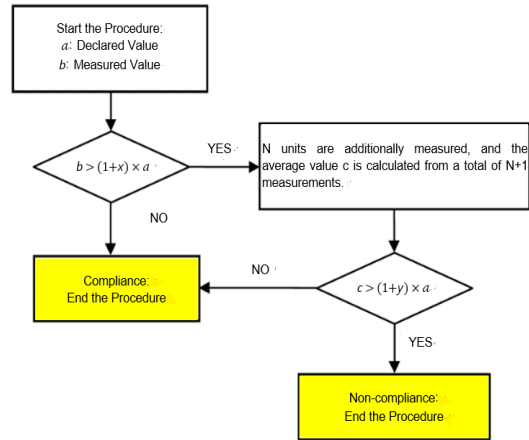 Start the Procedure:
a: Declared Value
b: Measured Value
b > (1+x) × a
YES
N units are additionally measured, and the
average value c is calculated from a total of N+1
measurements.
NO
Compliance:
End the Procedure
NO
c > (1+y) × a
YES
Non-compliance:
End the Procedure